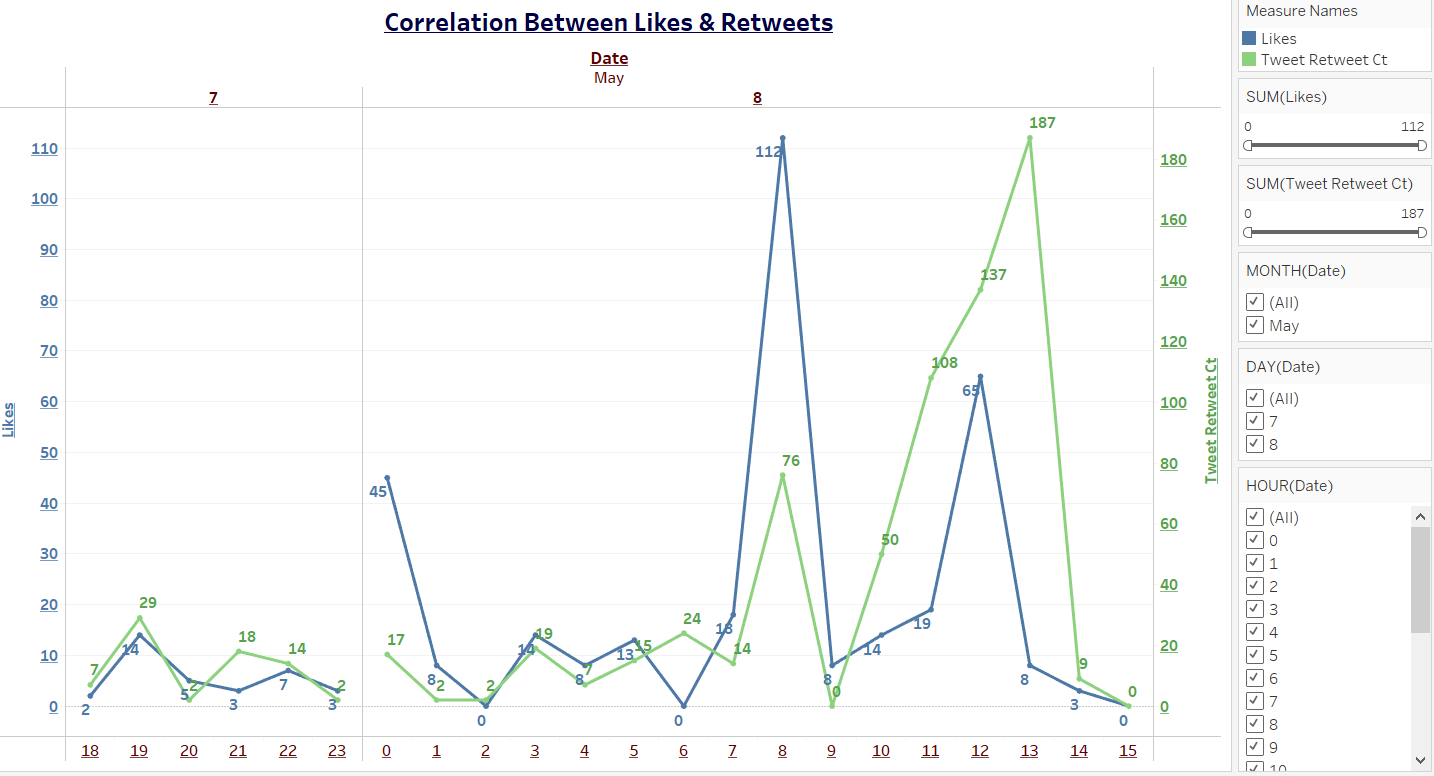 Correlation Between Likes & Retweets
Date
May
7 8
110
100
90
80
70
60
50
40
30
20
10
0
Likes
180
160
140
120
100
80
60
40
20
0
Tweet Retweet Ct
2 14 5 3 7 3 45 8 0 14 8 13 0 18 112 8 14 19 65 8 3 0
7 29 2 18 14 2 17 2 2 19 7 15 24 14 76 0 50 108 137 187 9 0
18 19 20 21 22 23 0 1 2 3 4 5 6 7 8 9 10 11 12 13 14 15
Measure Names
Likes
Tweet Retweet Ct
SUM(Likes)
0 112
SUM(Tweet Retweet Ct)
0 187
MONTH(Date)
(All)
May
DAY(Date)
(All)
7
8
HOUR(Date)
(All)
0
1
2
3
4
5
6
7
8
9
10